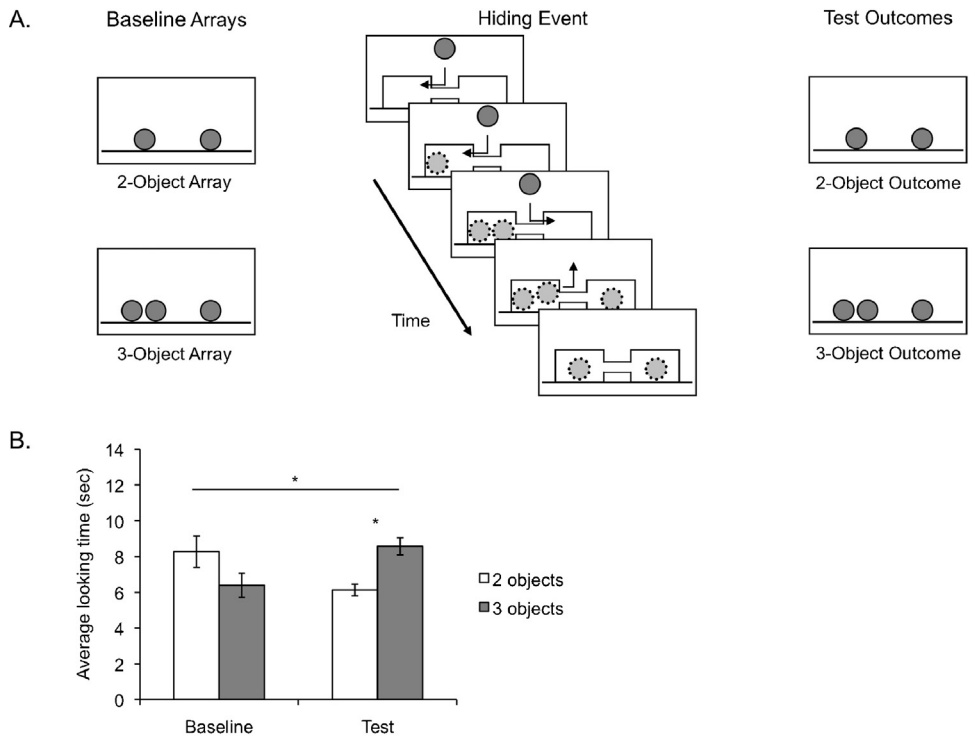 A.
Baseline Arrays
Hiding Event
Test Outcomes
2-Object Array
2-Object Outcome
Time
3-Object Array
3-Object Outcome
B.
Average looking time (sec)
14
12
10
8
6
4
2
0
*
*
Baseline
Test
2 objects
3 objects